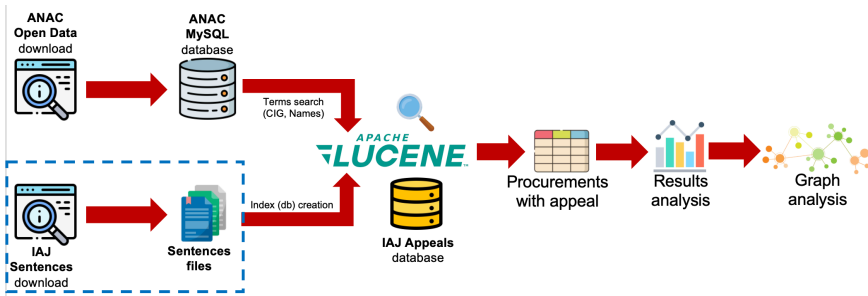 ANAC
Open Data
download
ANAC
MySQL
database
Terms search
(CIG, Names)
APACHE
LUCENE
Procurements
with appeal
Results
analysis
Graph
analysis
IAJ
Sentences
download
Sentences
files
Index (db) creation
IAJ Appeals
database